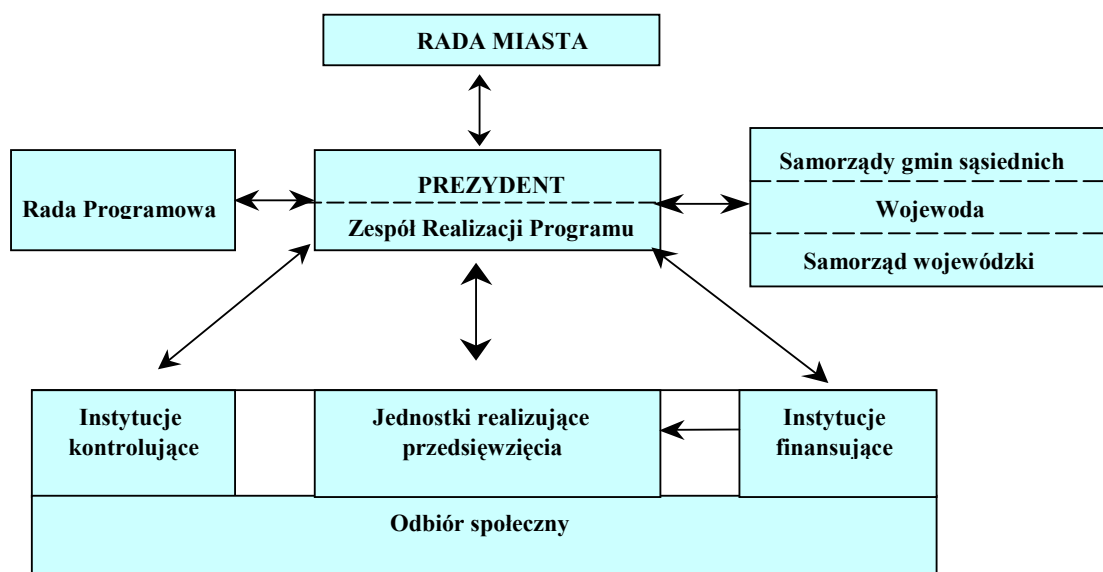 RADA MIASTA
Rada Programowa
PREZYDENT
Zespół Realizacji Programu
Samorządy gmin sąsiednich
Wojewoda
Samorząd wojewódzki
Instytucje
kontrolujące
Jednostki realizujące
przedsięwzięcia
Instytucje
finansujące
Odbiór społeczny